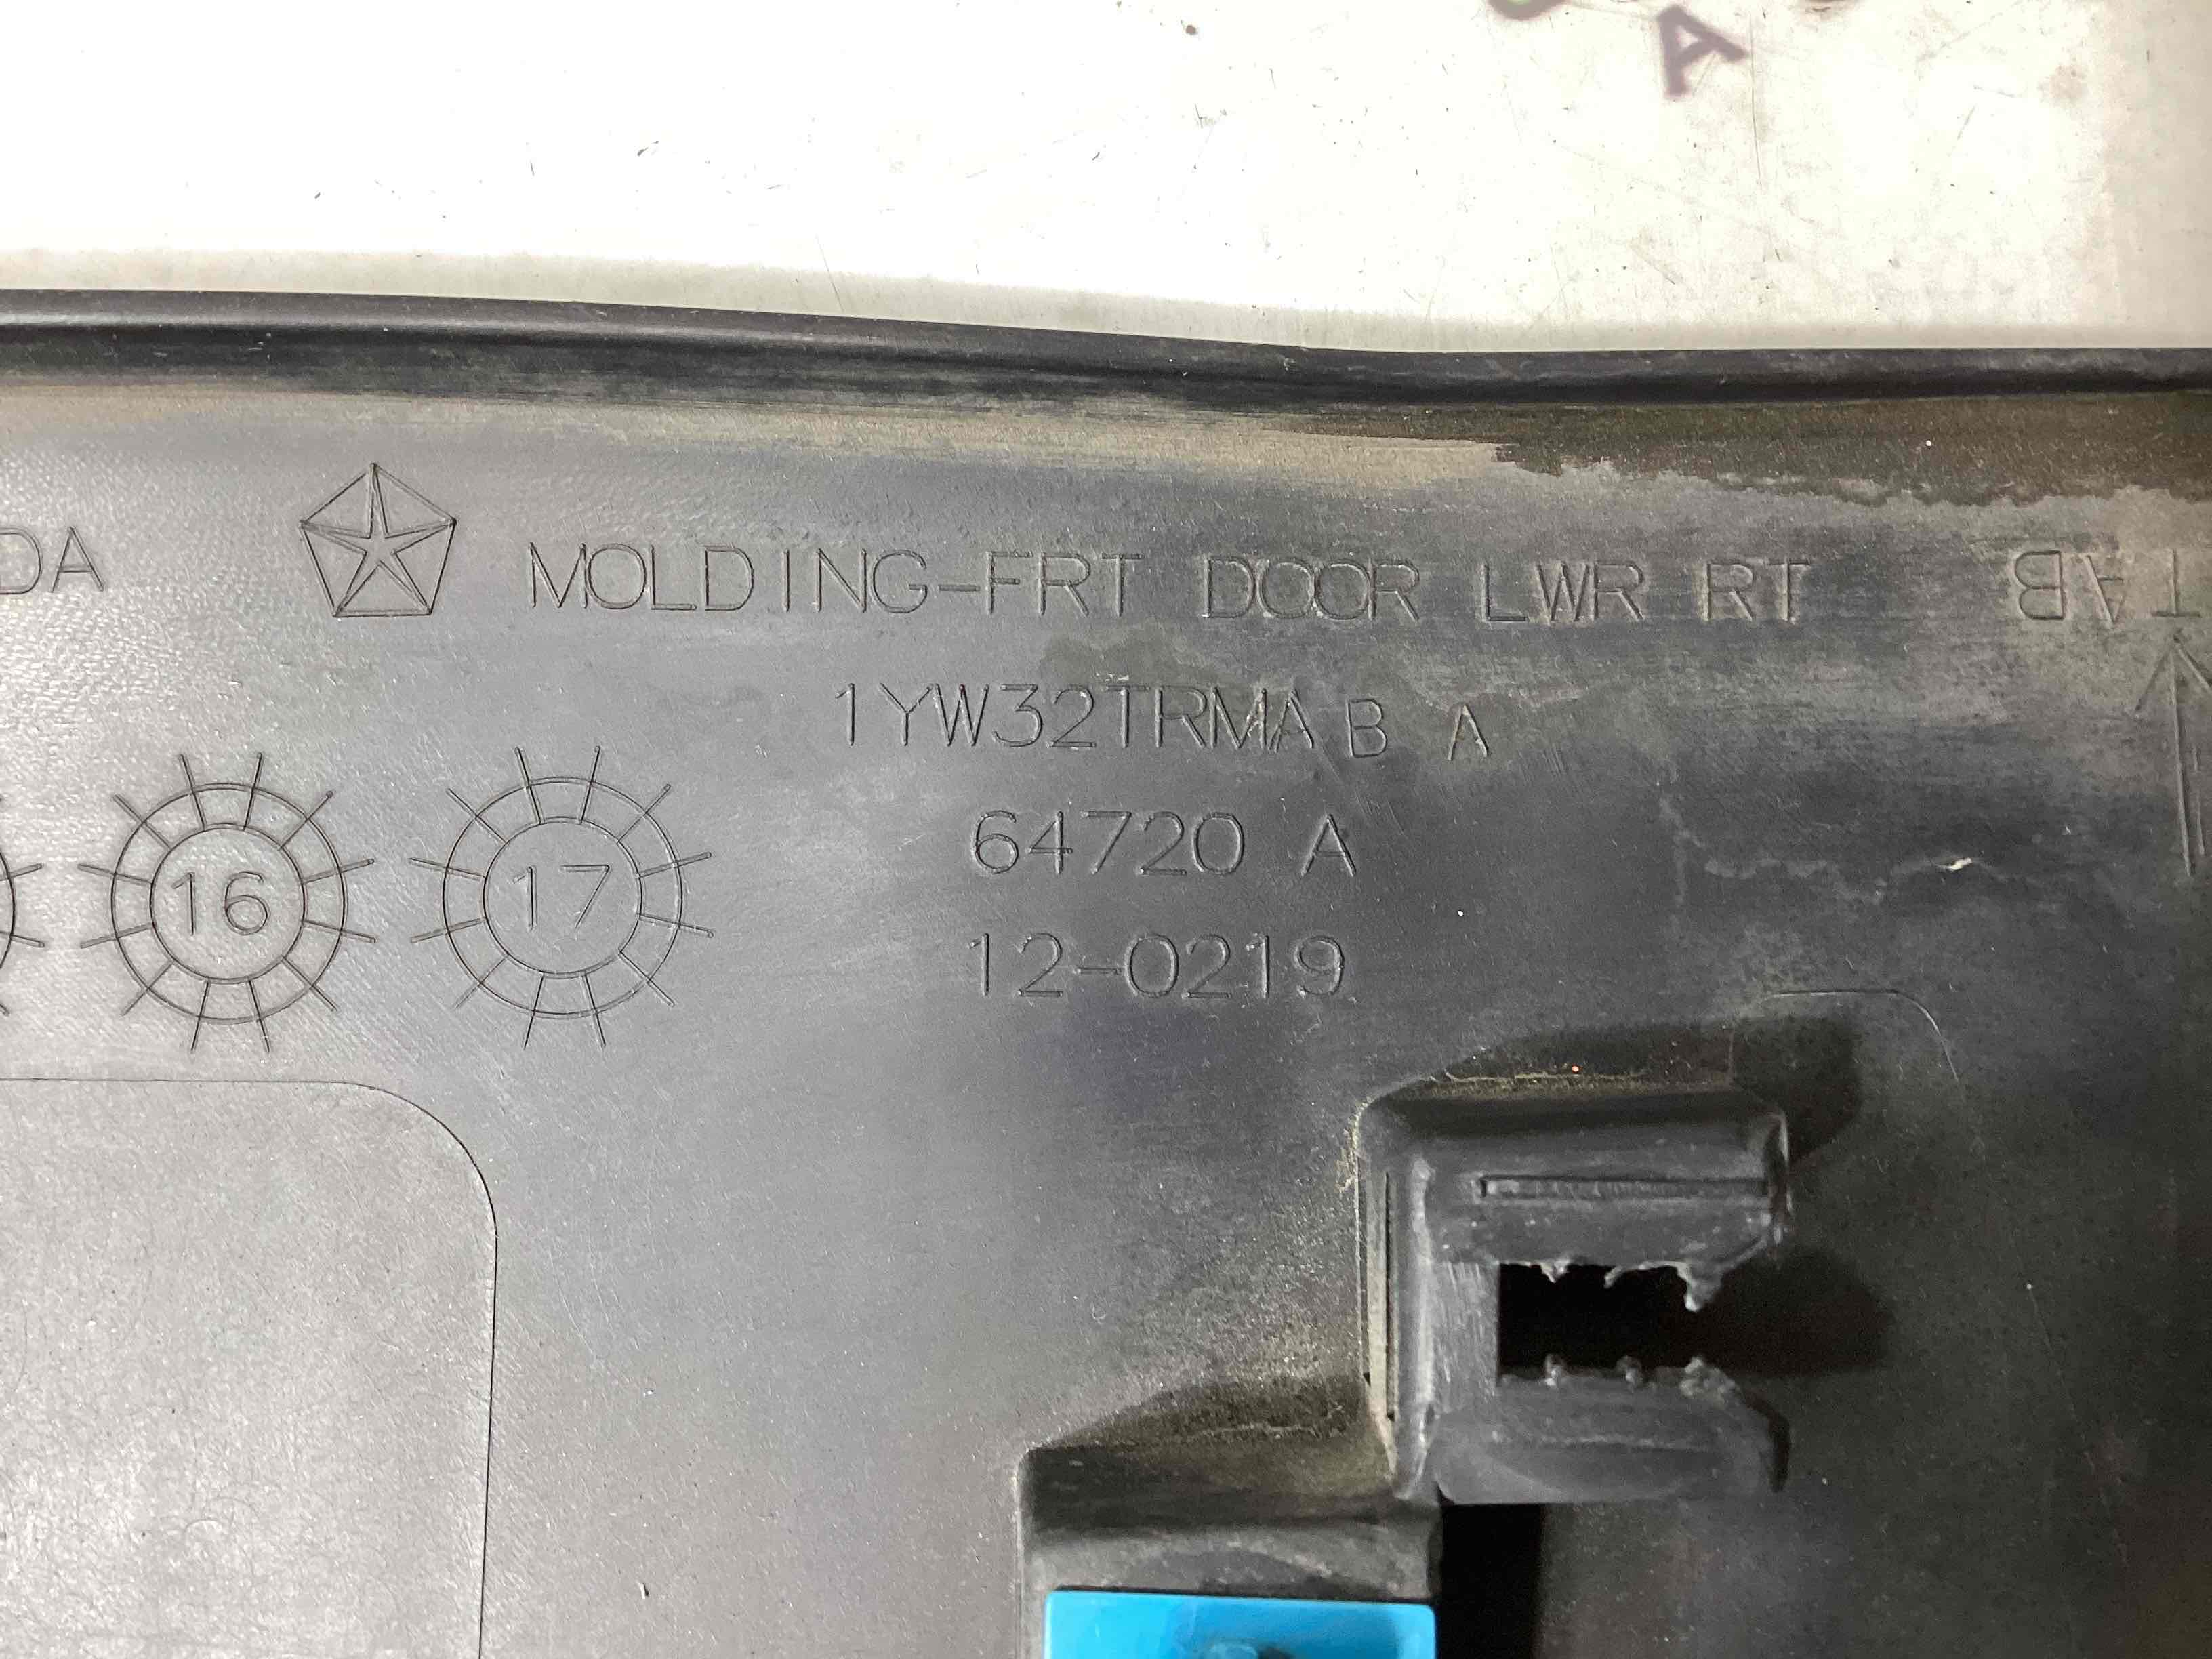 A
DA
MOLDING-FRT DOOR LWR RT
TAB
1YW32TRMA B A
16
17
64720 A
12-0219